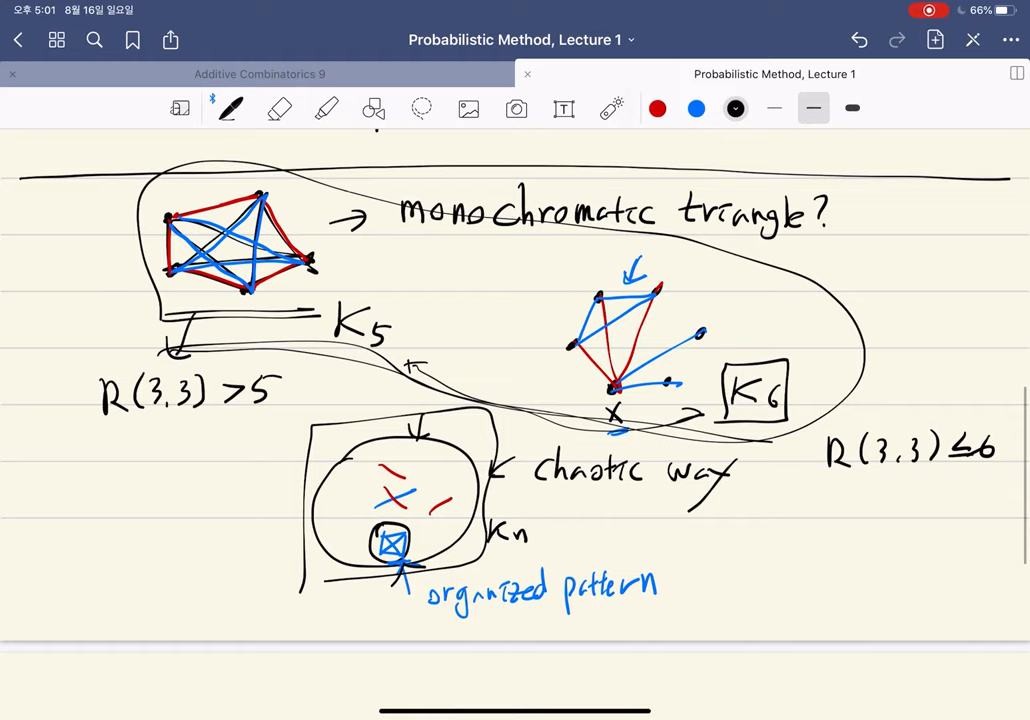 오후 5:01 8월 16일 일요일
66%
Probabilistic Method, Lecture 1
Additive Combinatorics 9
Probabilistic Method, Lecture 1
T
→ monochromatic triangle?
K5
R(3,3) > 5
x
K6
R(3,3) ≤ 6
chaotic way
Kn
organized pattern